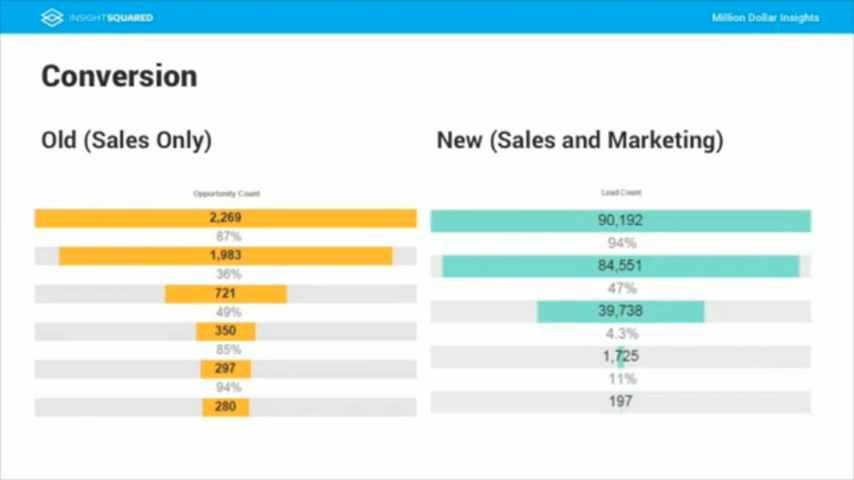 INSIGHTSQUARED
Million Dollar Insights
Conversion
Old (Sales Only)
Opportunity Count
2,269
87%
1,983
36%
721
49%
350
85%
297
94%
280
New (Sales and Marketing)
Lead Count
90,192
94%
84,551
47%
39,738
4.3%
1,725
11%
197